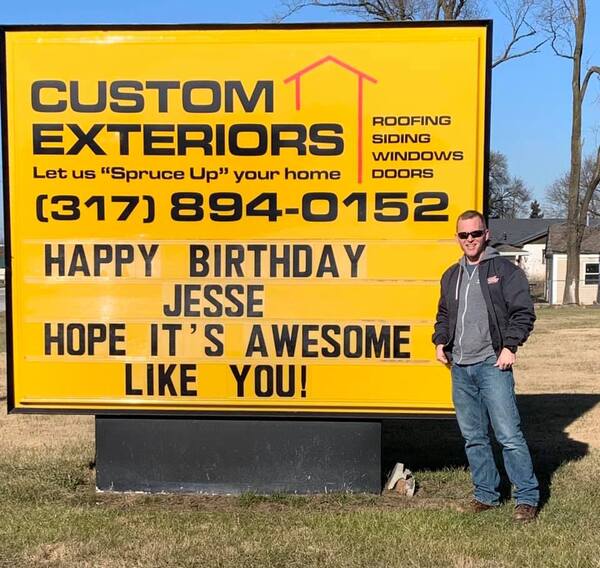 CUSTOM
EXTERIORS
Let us “Spruce Up” your home
ROOFING
SIDING
WINDOWS
DOORS
(317) 894-0152
HAPPY BIRTHDAY
JESSE
HOPE IT'S AWESOME
LIKE YOU!